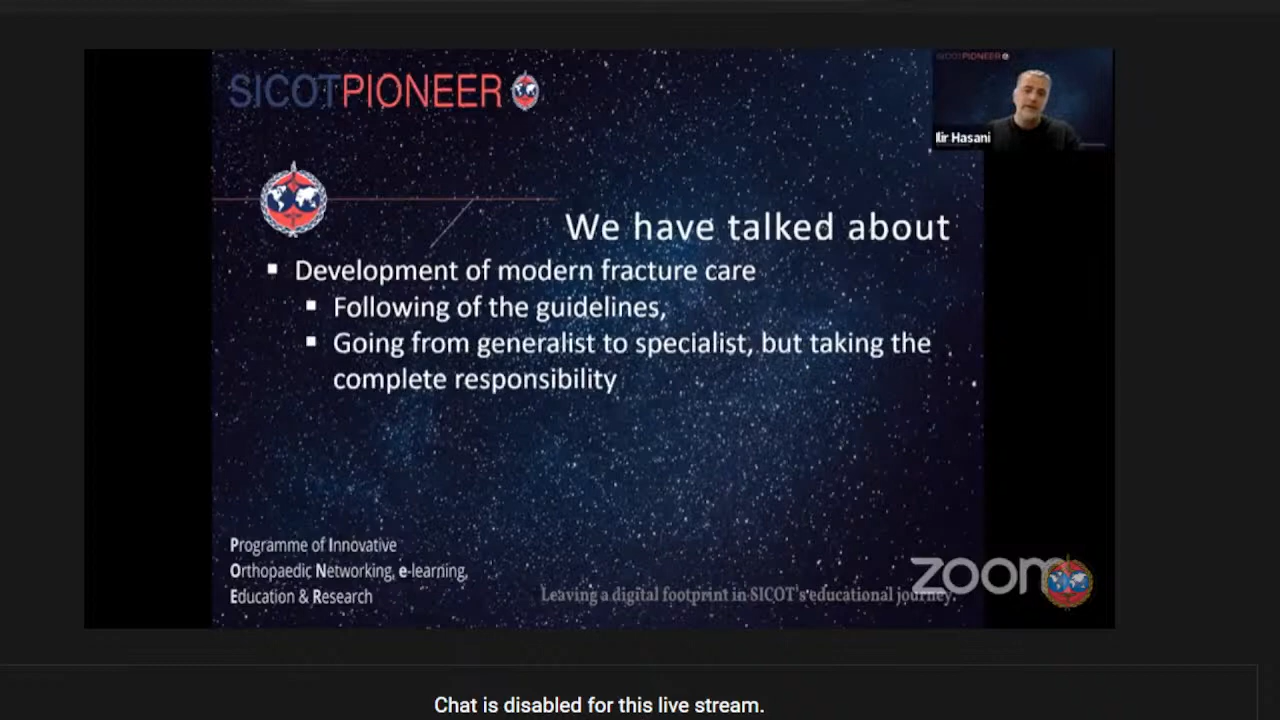 SICOTPIONEER
SICOTPIONEER
Ilir Hasani
We have talked about
Development of modern fracture care
Following of the guidelines,
Going from generalist to specialist, but taking the
complete responsibility
Programme of Innovative
Orthopaedic Networking, e-learning,
Education & Research
Leaving a digital footprint in SICOT's educational journey.
zoom
Chat is disabled for this live stream.